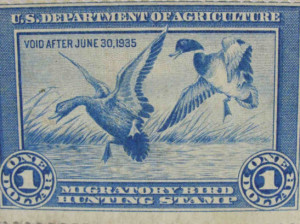 U.S. DEPARTMENT OF AGRICULTURE
VOID AFTER JUNE 30, 1935
ONE 1 DOLLAR
ONE 1 DOLLAR
MIGRATORY BIRD
HUNTING STAMP